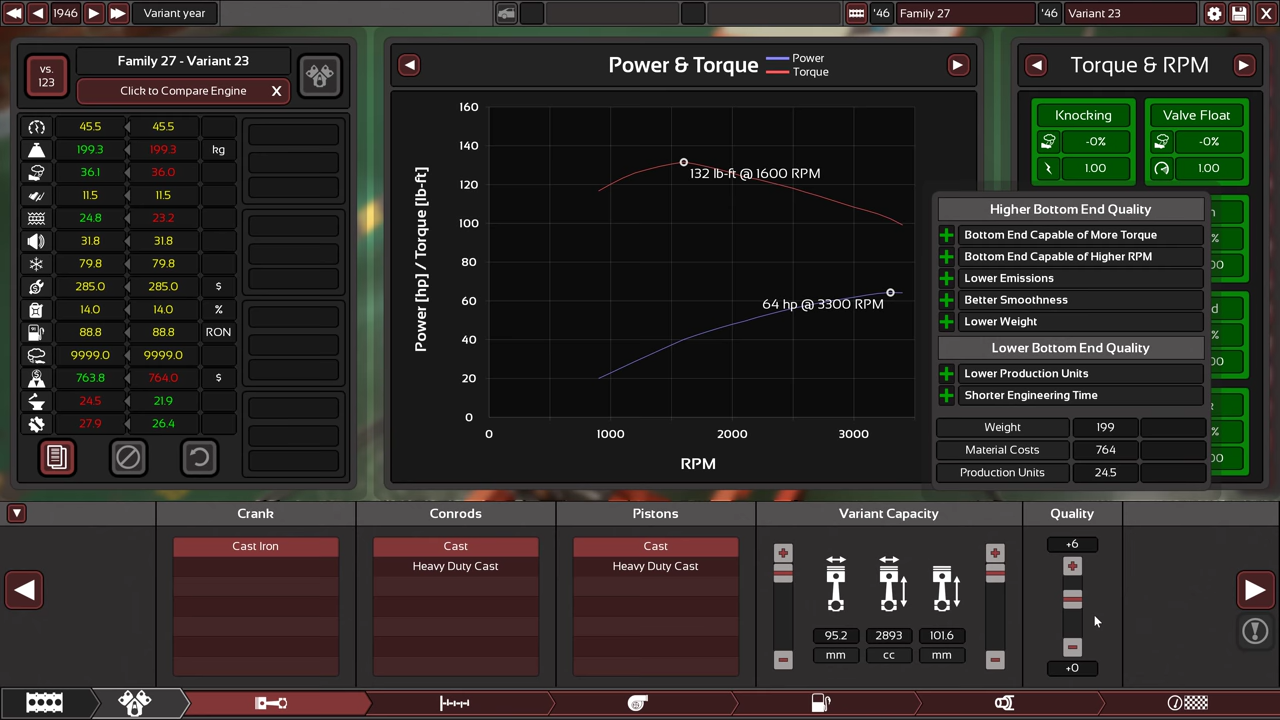 1946
Variant year
'46
Family 27
'46
Variant 23
vs.
123
Family 27 - Variant 23
Click to Compare Engine
X
45.5 45.5
199.3 199.3 kg
36.1 36.0
11.5 11.5
24.8 23.2
31.8 31.8
79.8 79.8
285.0 285.0 $
14.0 14.0 %
88.8 88.8 RON
9999.0 9999.0
763.8 764.0 $
24.5 21.9
27.9 26.4
Power & Torque
Power
Torque
Power [hp] / Torque [lb-ft]
160
140
120
100
80
60
40
20
0
132 lb-ft @ 1600 RPM
64 hp @ 3300 RPM
0 1000 2000 3000
RPM
Torque & RPM
Knocking
-0%
1.00
Valve Float
-0%
1.00
Higher Bottom End Quality
Bottom End Capable of More Torque
Bottom End Capable of Higher RPM
Lower Emissions
Better Smoothness
Lower Weight
Lower Bottom End Quality
Lower Production Units
Shorter Engineering Time
Weight 199
Material Costs 764
Production Units 24.5
Crank
Cast Iron
Conrods
Cast
Heavy Duty Cast
Pistons
Cast
Heavy Duty Cast
Variant Capacity
95.2 2893 101.6
mm cc mm
Quality
+6
+0